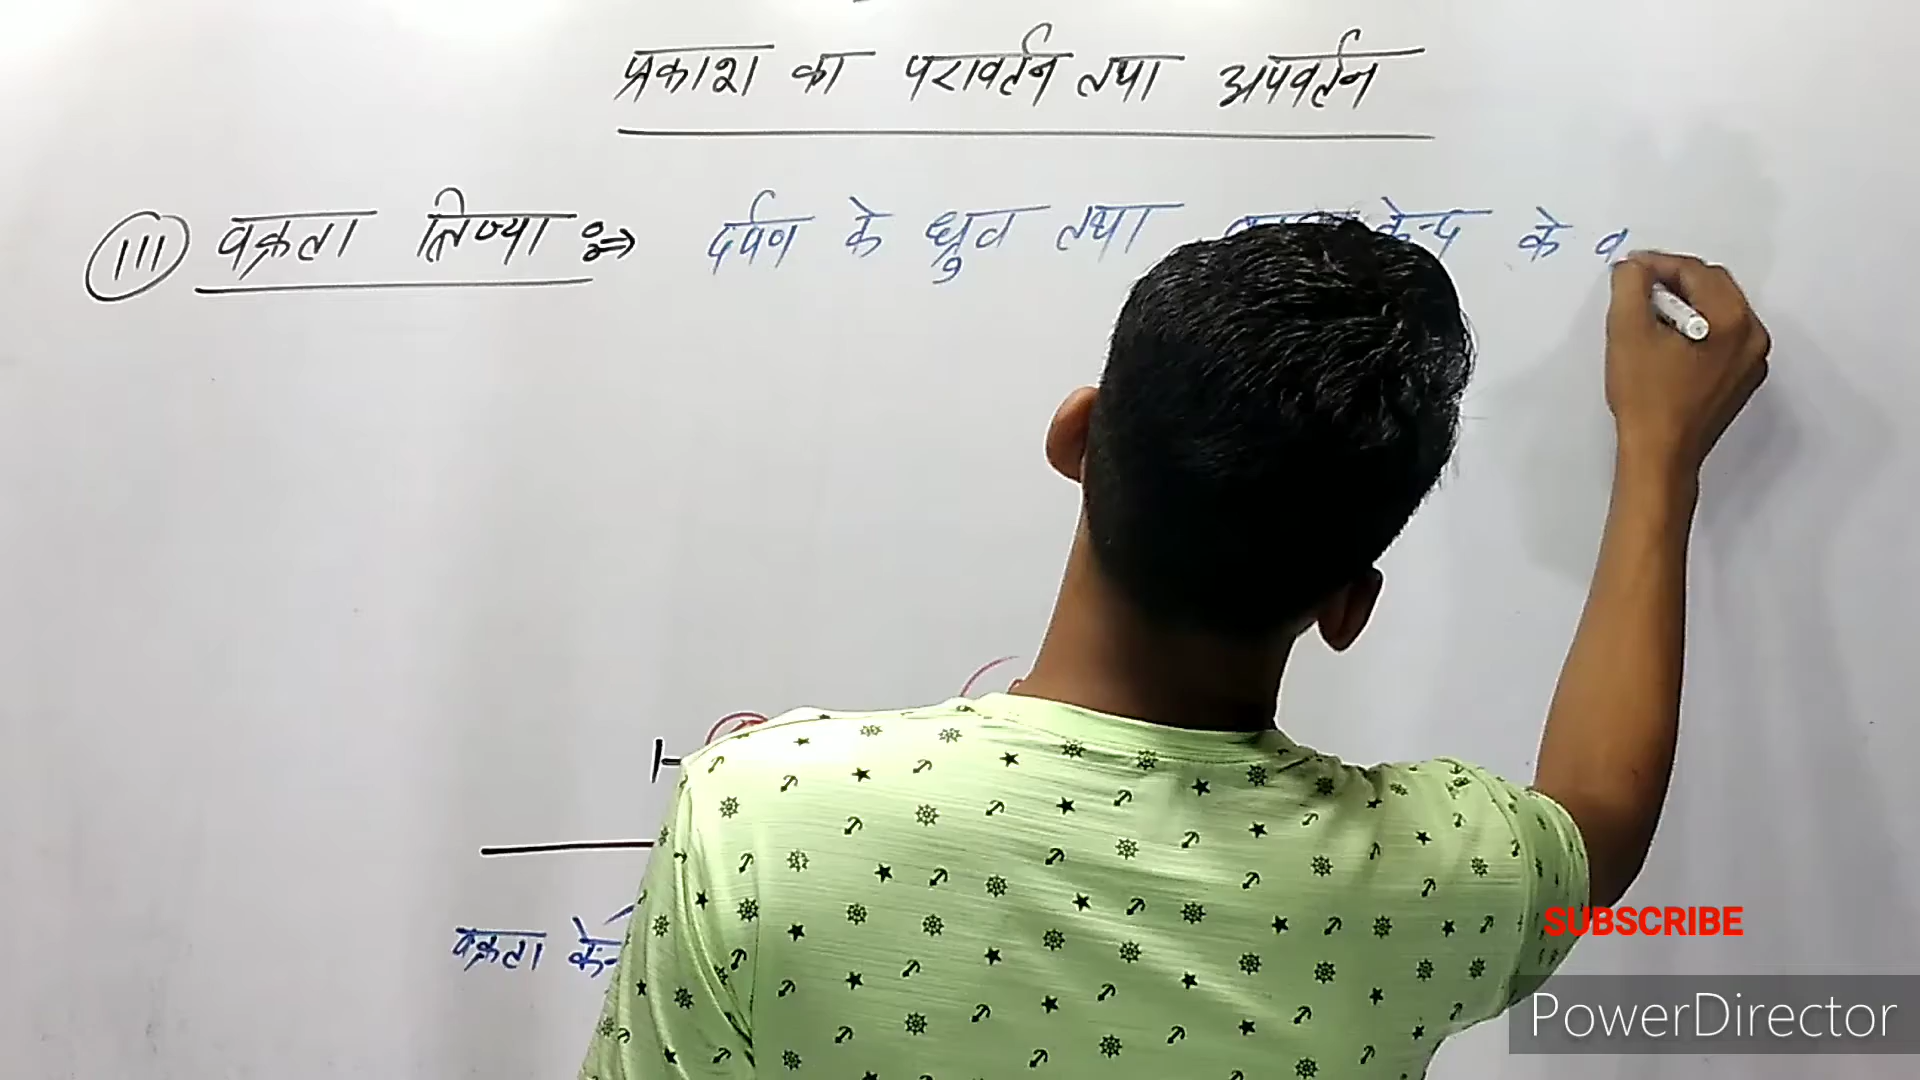 प्रकाश का परावर्तन तथा अपवर्तन
(III) वक्रता त्रिज्या :⇒ दर्पण के ध्रुव तथा केन्द्र के
वक्रता
SUBSCRIBE
PowerDirector